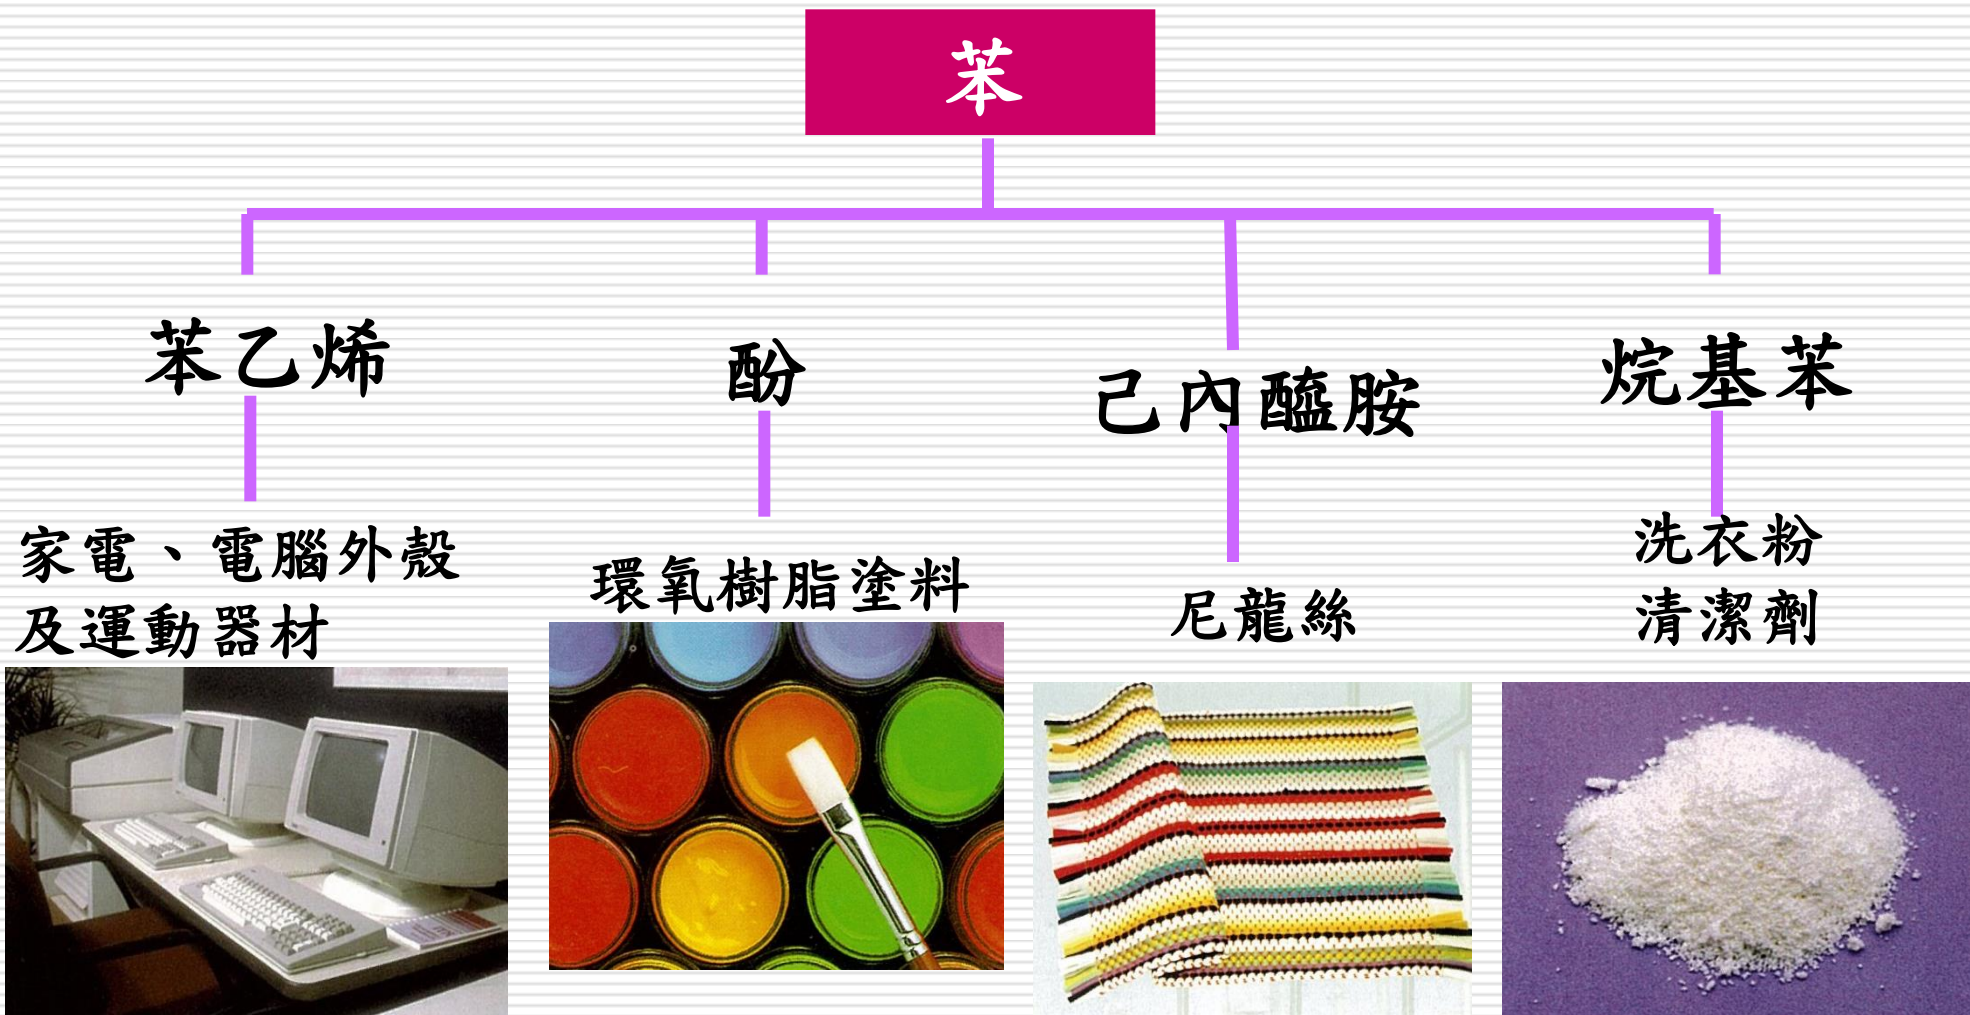 苯
苯乙烯
酚
己內醯胺
烷基苯
家電、電腦外殼
及運動器材
環氧樹脂塗料
尼龍絲
洗衣粉
清潔劑